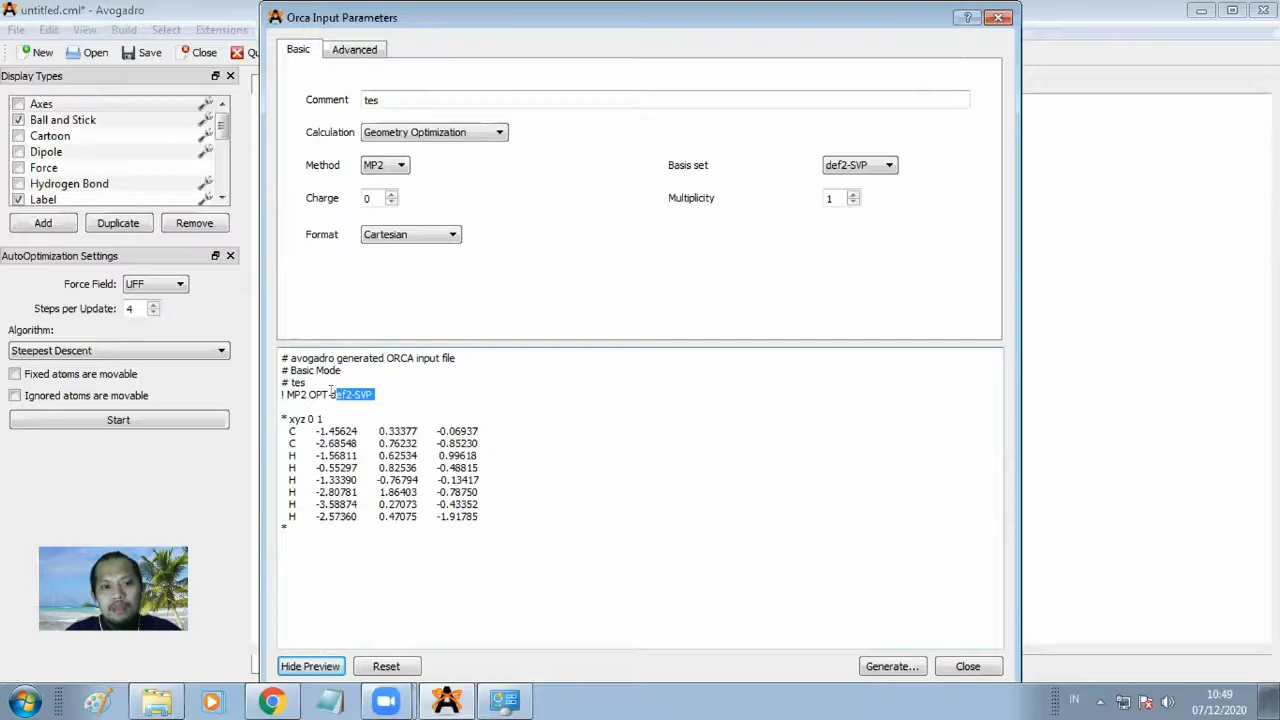 untitled.cml* - Avogadro
File Edit View Build Select Extensions
New Open Save Close Qu
Display Types
Axes
Ball and Stick
Cartoon
Dipole
Force
Hydrogen Bond
Label
Add Duplicate Remove
AutoOptimization Settings
Force Field: UFF
Steps per Update: 4
Algorithm:
Steepest Descent
Fixed atoms are movable
Ignored atoms are movable
Start
Orca Input Parameters
Basic Advanced
Comment tes
Calculation Geometry Optimization
Method MP2 Basis set def2-SVP
Charge 0 Multiplicity 1
Format Cartesian
# avogadro generated ORCA input file
# Basic Mode
# tes
! MP2 OPT def2-SVP
* xyz 0 1
C -1.45624 0.33377 -0.06937
C -2.68548 0.76232 -0.85230
H -1.56811 0.62534 0.99618
H -0.55297 0.82536 -0.48815
H -1.33390 -0.76794 -0.13417
H -2.80781 1.86403 -0.78750
H -3.58874 0.27073 -0.43352
H -2.57360 0.47075 -1.91785
*
Hide Preview Reset Generate... Close
IN 10:49
07/12/2020